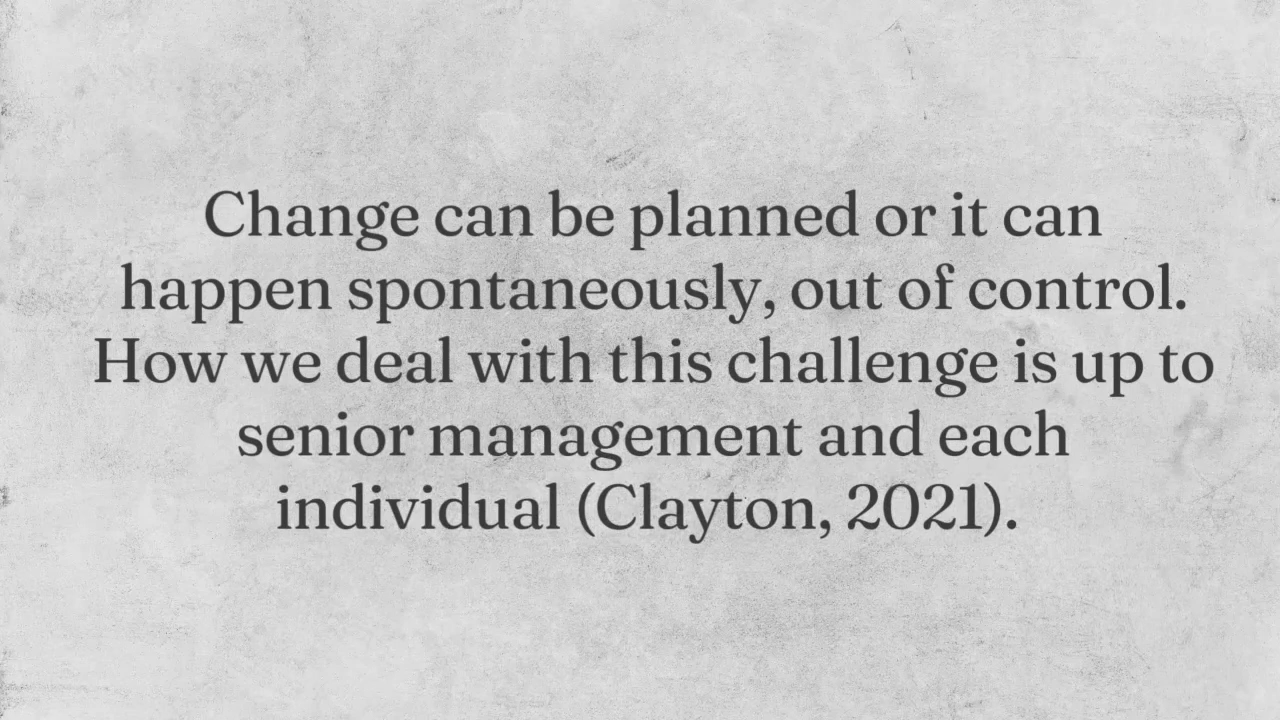 Change can be planned or it can
happen spontaneously, out of control.
How we deal with this challenge is up to
senior management and each
individual (Clayton, 2021).